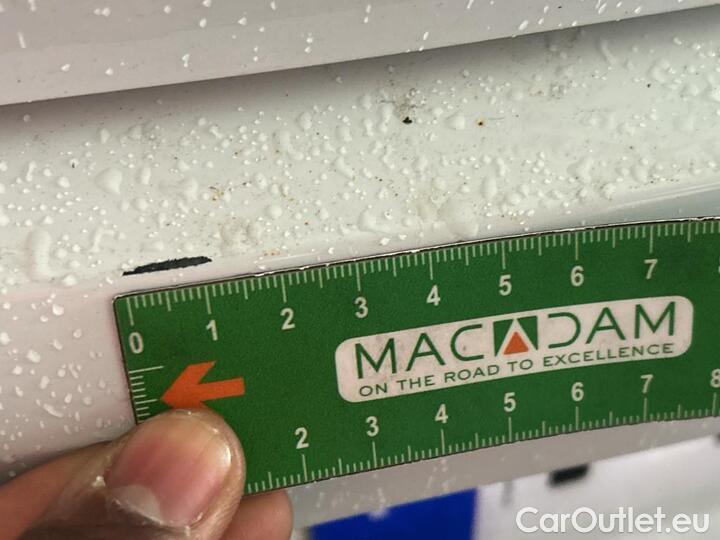 0 1 2 3 4 5 6 7
MACADAM
ON THE ROAD TO EXCELLENCE
2 3 4 5 6 7 8
CarOutlet.eu